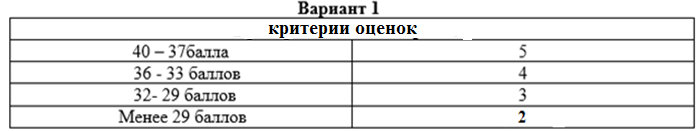 Вариант 1
критерии оценок
40 – 37балла 5
36 - 33 баллов 4
32- 29 баллов 3
Менее 29 баллов 2